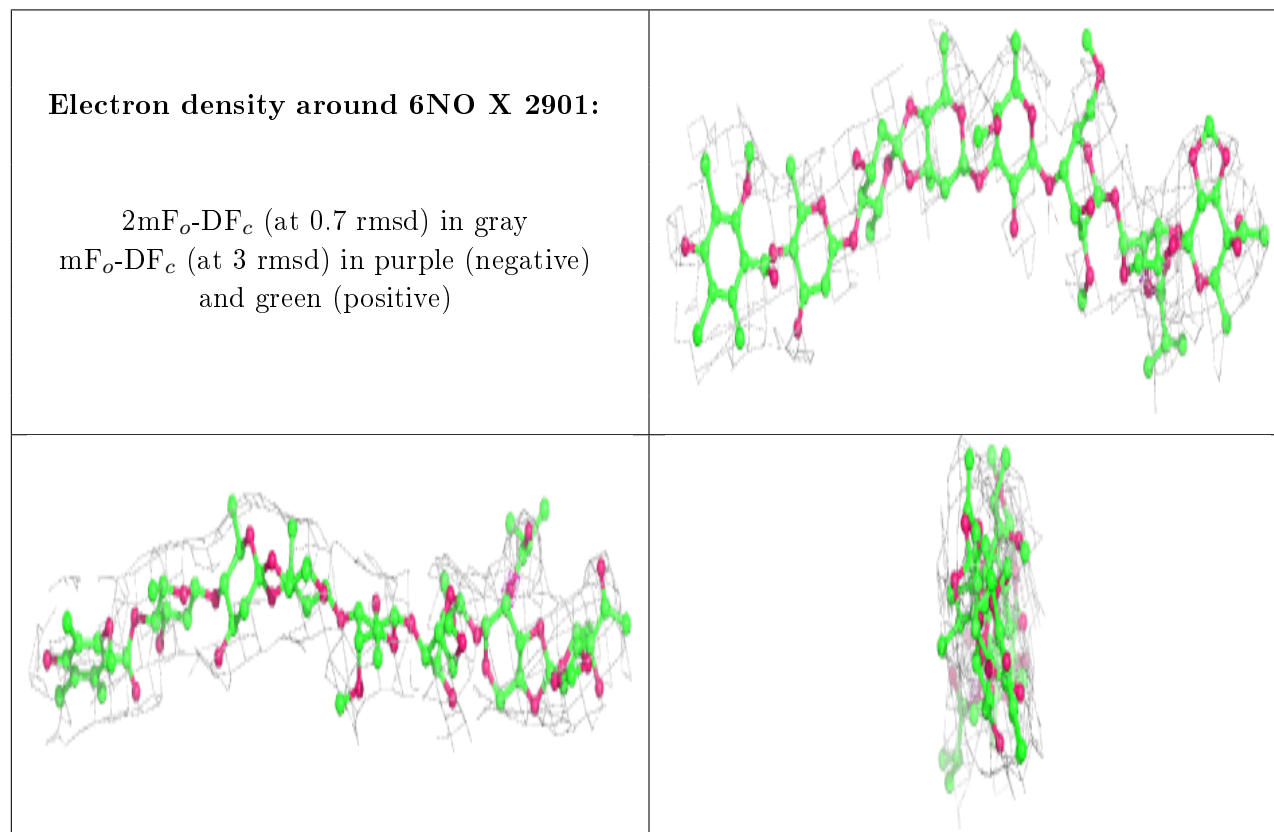 Electron density around 6NO X 2901:
2mFo-DFc (at 0.7 rmsd) in gray
mFo-DFc (at 3 rmsd) in purple (negative)
and green (positive)